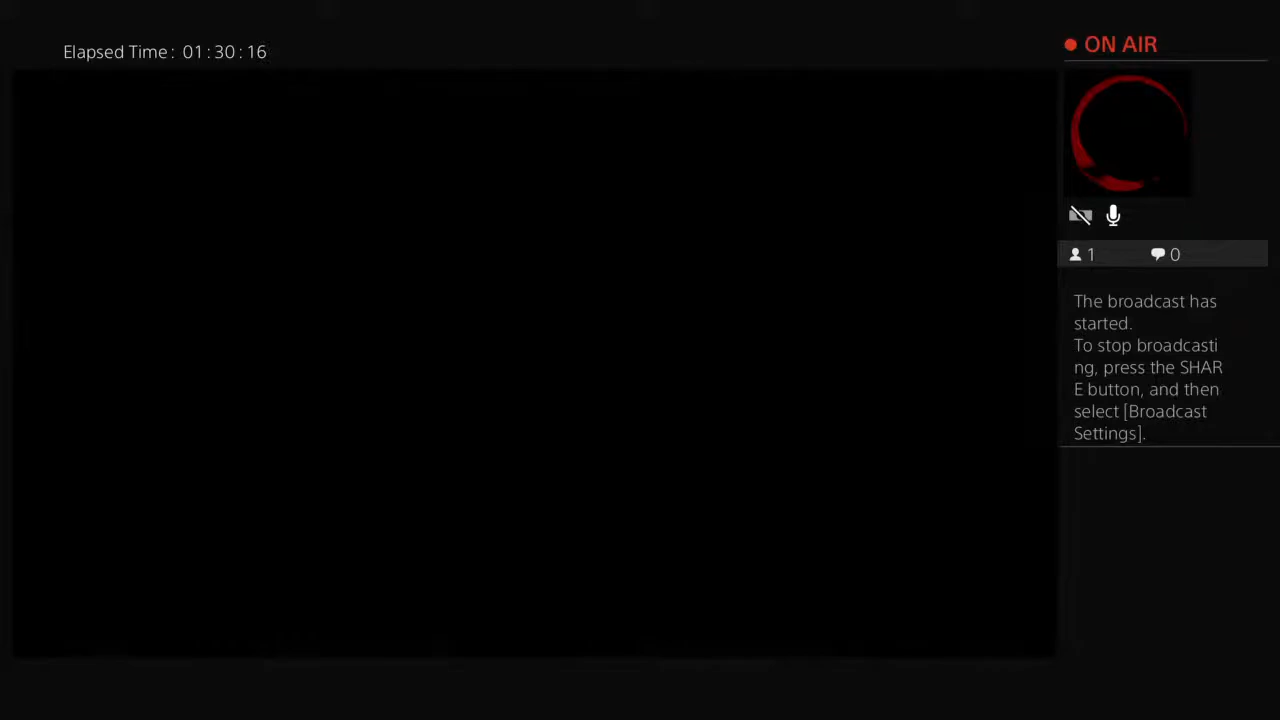 Elapsed Time: 01:30:16
ON AIR
1 0
The broadcast has
started.
To stop broadcasti
ng, press the SHAR
E button, and then
select [Broadcast
Settings].